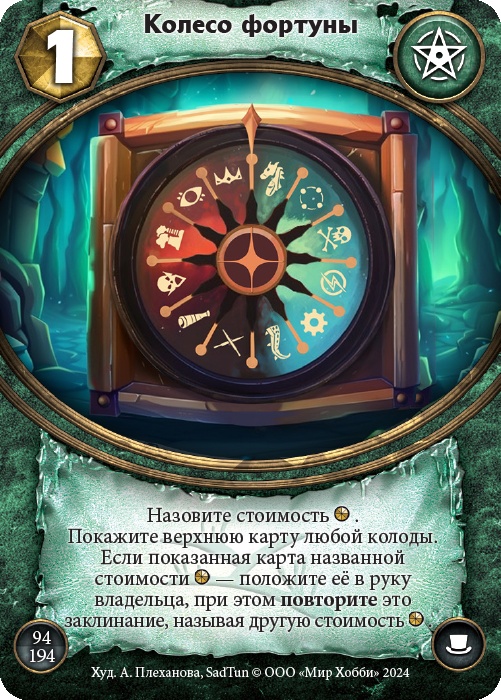 Колесо фортуны
1
Назовите стоимость .
Покажите верхнюю карту любой колоды.
Если показанная карта названной
стоимости — положите её в руку
владельца, при этом повторите это
заклинание, называя другую стоимость .
94
194
Худ. А. Плеханова, SadTun © ООО «Мир Хобби» 2024